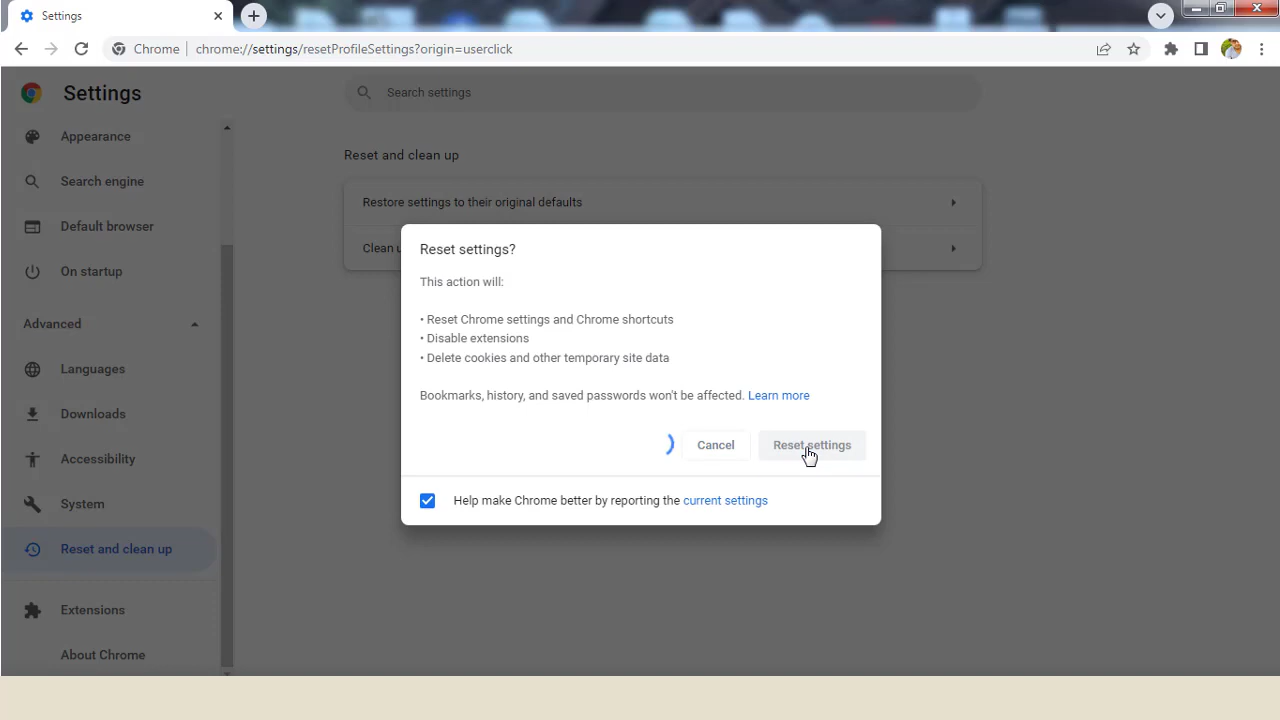 Settings
Chrome
chrome://settings/resetProfileSettings?origin=userclick
Settings
Search settings
Appearance
Search engine
Default browser
On startup
Advanced
Languages
Downloads
Accessibility
System
Reset and clean up
Extensions
About Chrome
Reset and clean up
Restore settings to their original defaults
Clean u
Reset settings?
This action will:
• Reset Chrome settings and Chrome shortcuts
• Disable extensions
• Delete cookies and other temporary site data
Bookmarks, history, and saved passwords won't be affected. Learn more
Cancel
Reset settings
Help make Chrome better by reporting the current settings